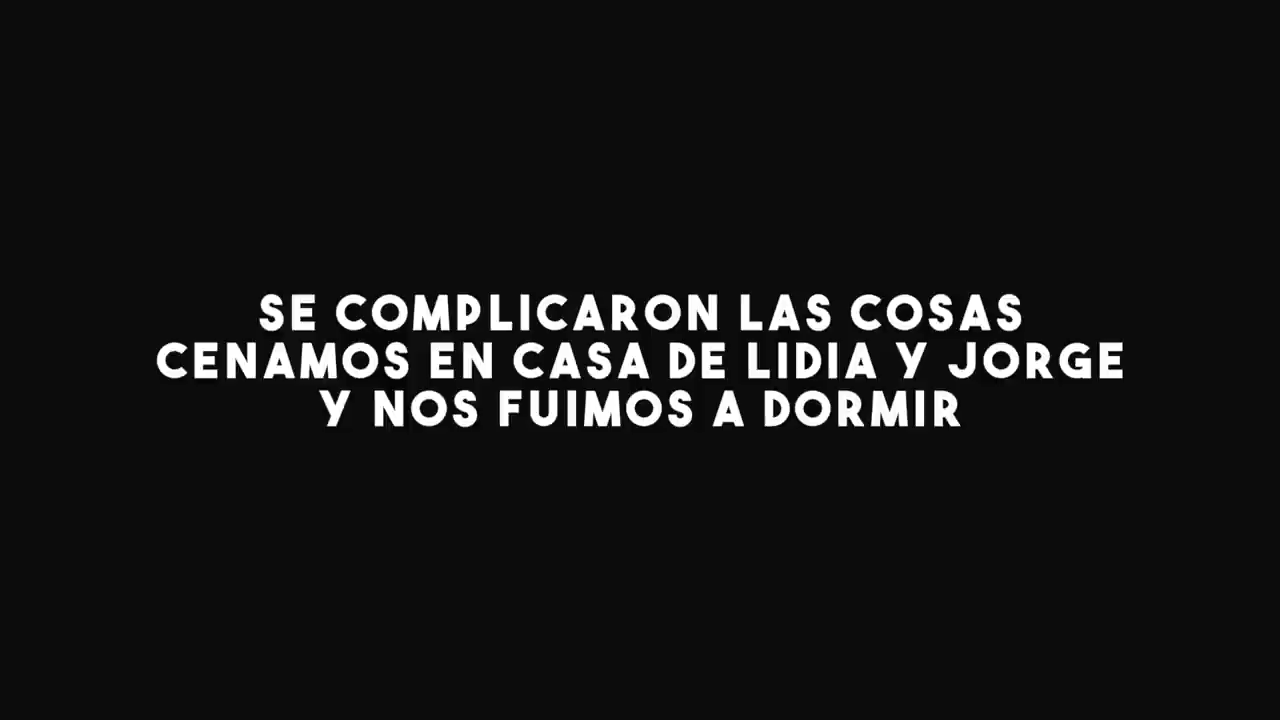 SE COMPLICARON LAS COSAS
CENAMOS EN CASA DE LIDIA Y JORGE
Y NOS FUIMOS A DORMIR